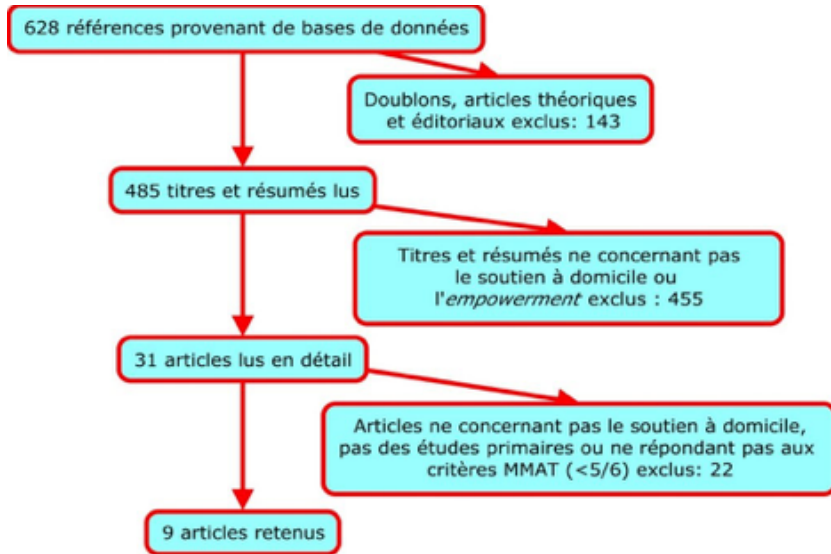 628 références provenant de bases de données
Doublons, articles théoriques
et éditoriaux exclus: 143
485 titres et résumés lus
Titres et résumés ne concernant pas
le soutien à domicile ou
l'empowerment exclus : 455
31 articles lus en détail
Articles ne concernant pas le soutien à domicile,
pas des études primaires ou ne répondant pas aux
critères MMAT (<5/6) exclus: 22
9 articles retenus